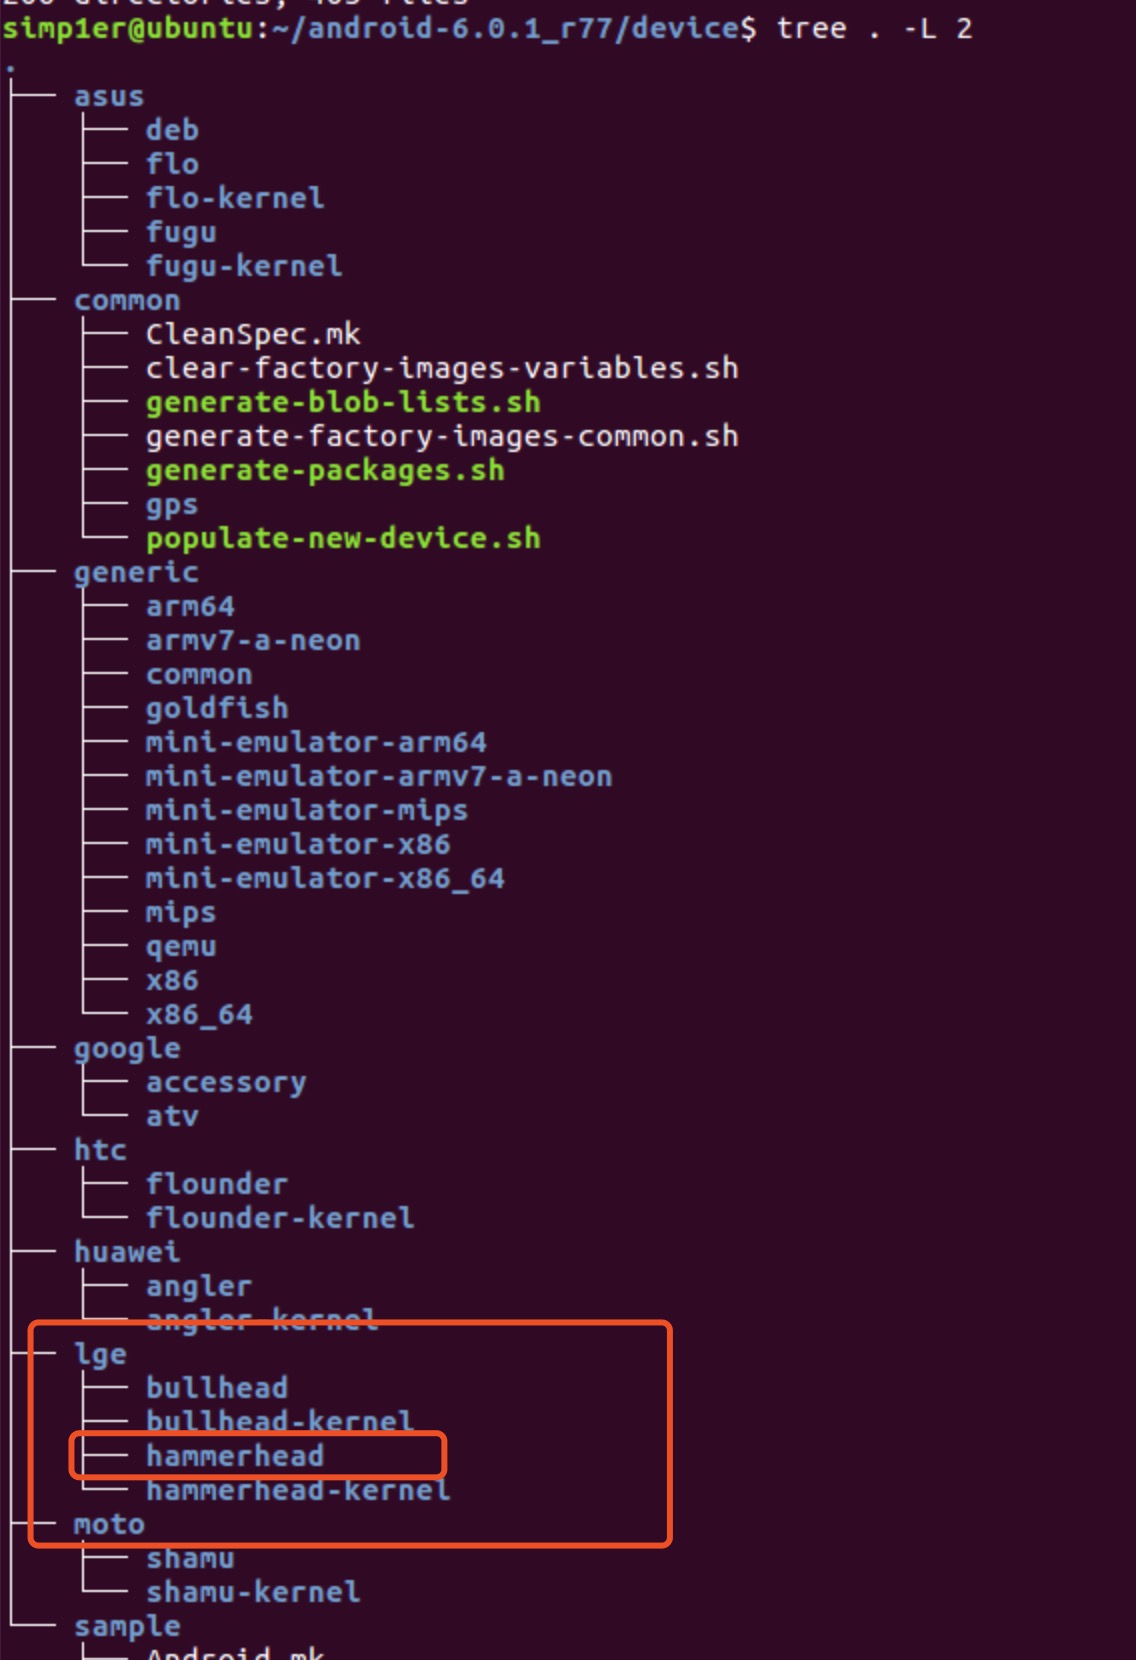 200 directories, 405 files
simp1er@ubuntu:~/android-6.0.1_r77/device$ tree . -L 2
.
├── asus
│   ├── deb
│   ├── flo
│   ├── flo-kernel
│   ├── fugu
│   └── fugu-kernel
├── common
│   ├── CleanSpec.mk
│   ├── clear-factory-images-variables.sh
│   ├── generate-blob-lists.sh
│   ├── generate-factory-images-common.sh
│   ├── generate-packages.sh
│   ├── gps
│   └── populate-new-device.sh
├── generic
│   ├── arm64
│   ├── armv7-a-neon
│   ├── common
│   ├── goldfish
│   ├── mini-emulator-arm64
│   ├── mini-emulator-armv7-a-neon
│   ├── mini-emulator-mips
│   ├── mini-emulator-x86
│   ├── mini-emulator-x86_64
│   ├── mips
│   ├── qemu
│   ├── x86
│   └── x86_64
├── google
│   ├── accessory
│   └── atv
├── htc
│   ├── flounder
│   └── flounder-kernel
├── huawei
│   ├── angler
│   └── angler-kernel
├── lge
│   ├── bullhead
│   ├── bullhead-kernel
│   ├── hammerhead
│   └── hammerhead-kernel
├── moto
│   ├── shamu
│   └── shamu-kernel
└── sample
    ├── Android.mk